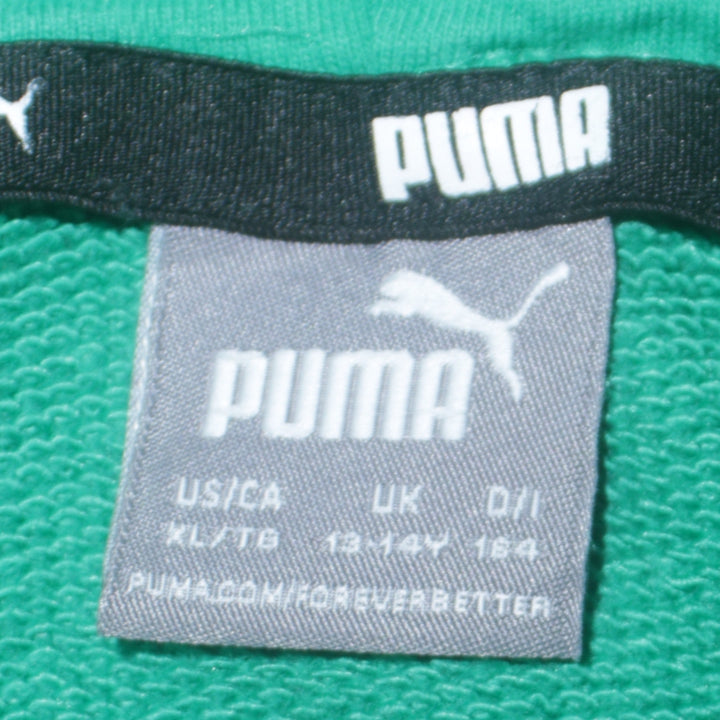 PUMA
PUMA
US/CA UK D/I
XL/TG 13-14Y 164
PUMA.COM/FOREVERBETTER